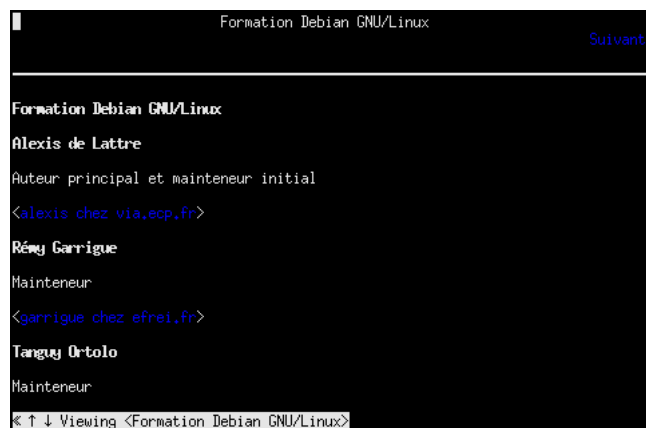 Formation Debian GNU/Linux
Suivant
Formation Debian GNU/Linux
Alexis de Lattre
Auteur principal et mainteneur initial
<alexis chez via.ecp.fr>
Rémy Garrigue
Mainteneur
<garrigue chez efrei.fr>
Tanguy Ortolo
Mainteneur
« ↑ ↓ Viewing <Formation Debian GNU/Linux>